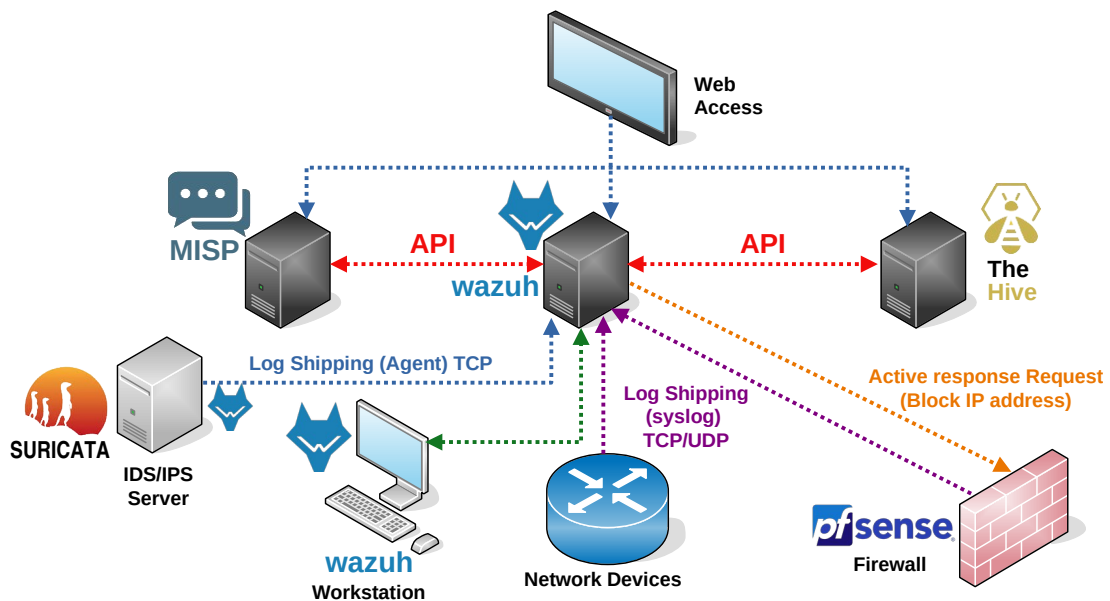 Web
Access
MISP
API
API
wazuh
The
Hive
Log Shipping (Agent) TCP
Log Shipping
(syslog)
TCP/UDP
Active response Request
(Block IP address)
SURICATA
IDS/IPS
Server
wazuh
Workstation
Network Devices
pfsense
Firewall